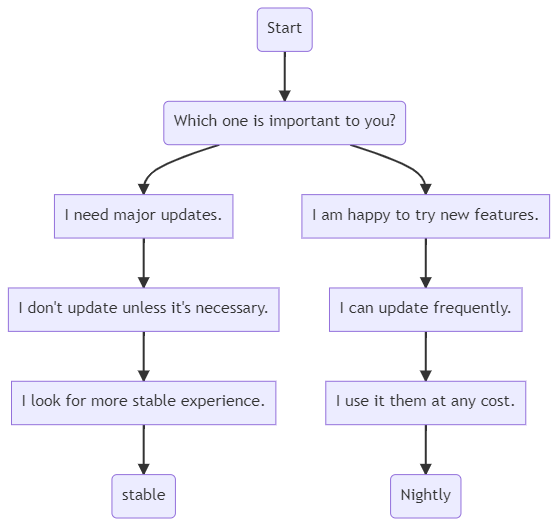 Start
Which one is important to you?
I need major updates.
I am happy to try new features.
I don't update unless it's necessary.
I can update frequently.
I look for more stable experience.
I use it them at any cost.
stable
Nightly